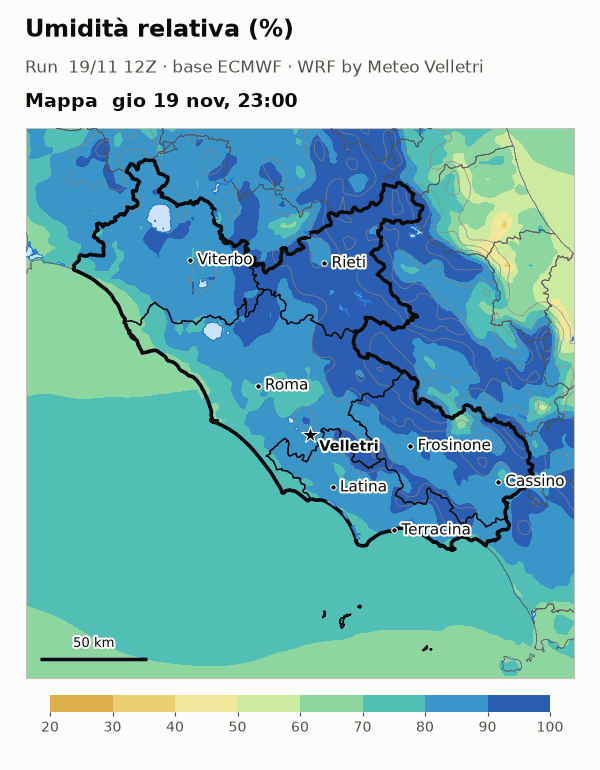 Umidità relativa (%)
Run  19/11 12Z · base ECMWF · WRF by Meteo Velletri
Mappa  gio 19 nov, 23:00
Viterbo
Rieti
Roma
Velletri
Frosinone
Cassino
Latina
Terracina
50 km
20 30 40 50 60 70 80 90 100